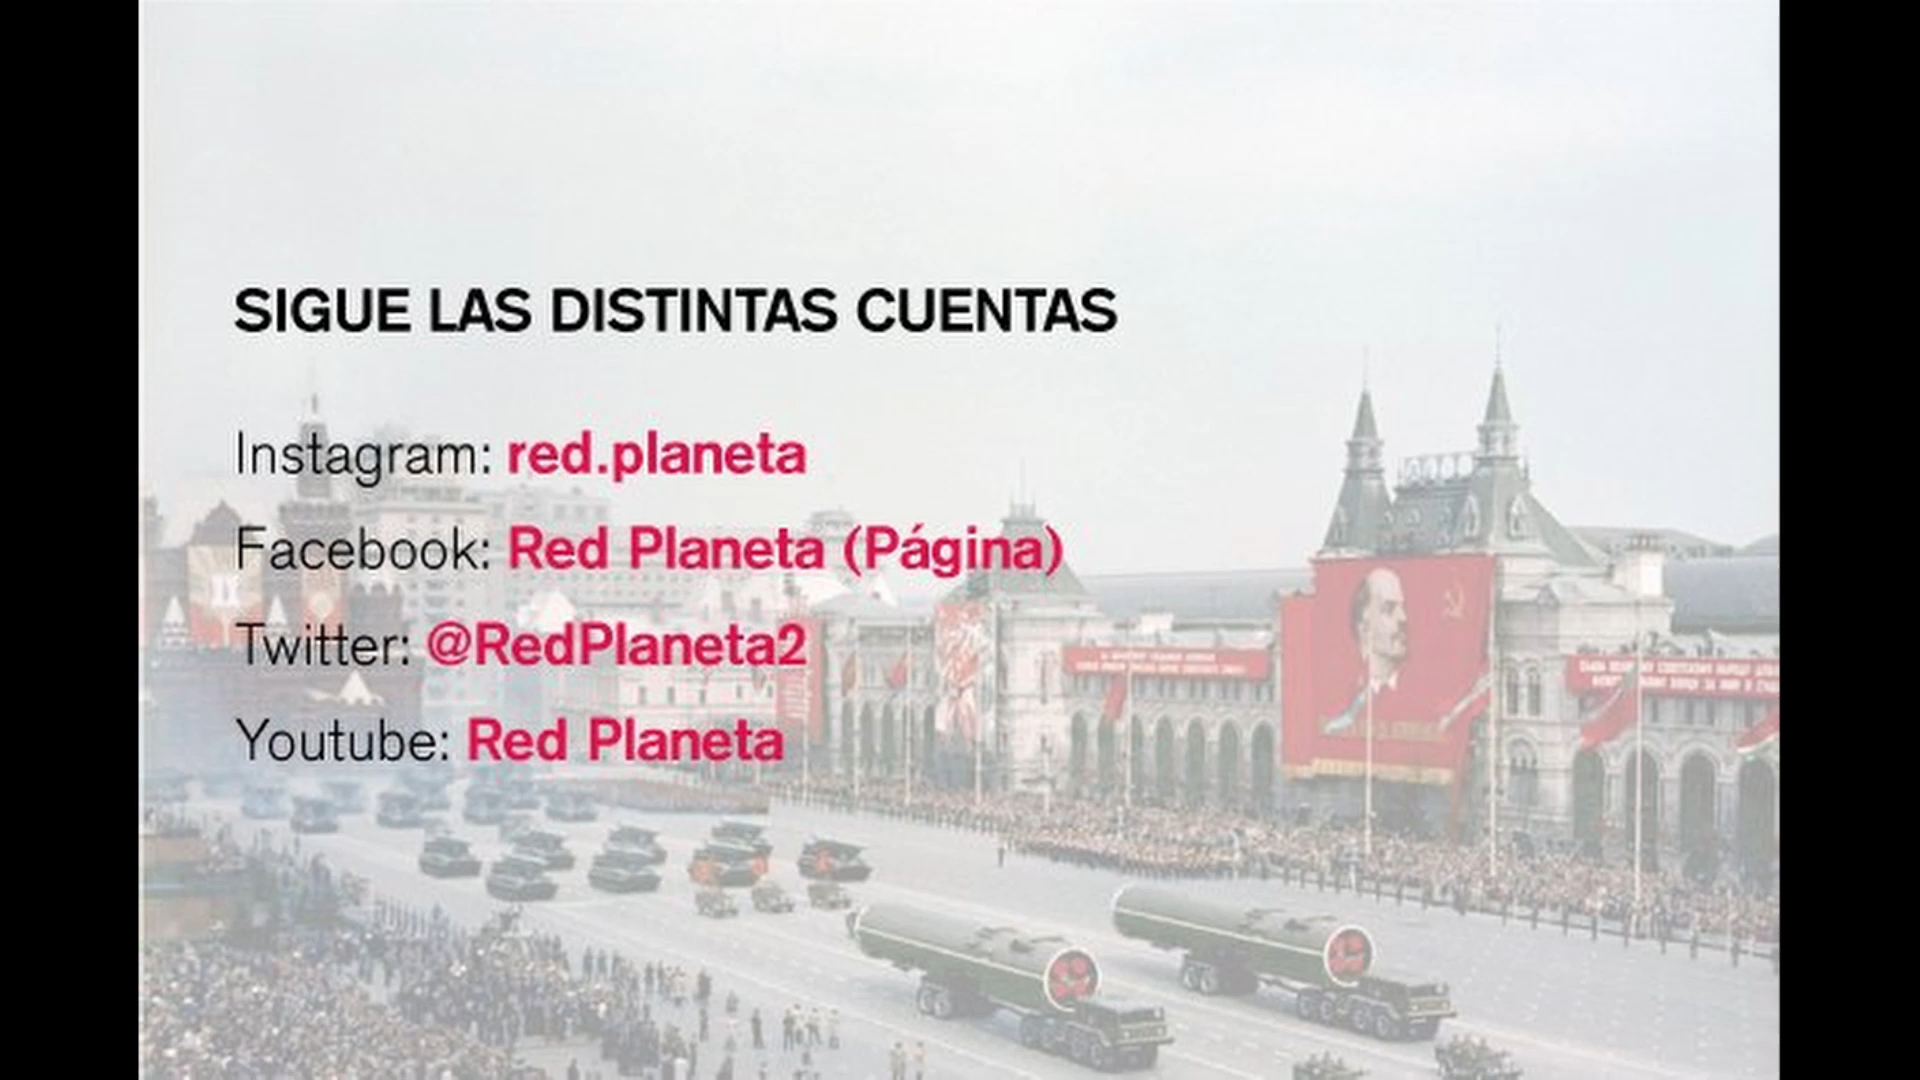 SIGUE LAS DISTINTAS CUENTAS
Instagram: red.planeta
Facebook: Red Planeta (Página)
Twitter: @RedPlaneta2
Youtube: Red Planeta